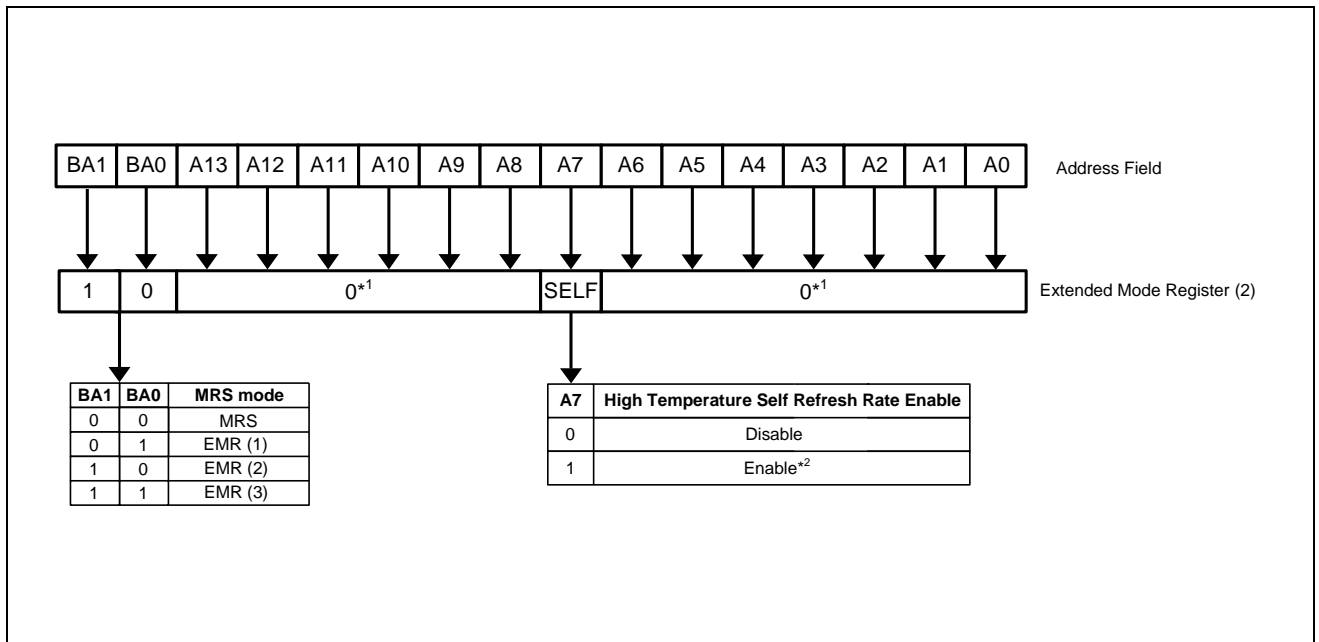 BA1 BA0 A13 A12 A11 A10 A9 A8 A7 A6 A5 A4 A3 A2 A1 A0 Address Field
1 0 0*1 SELF 0*1 Extended Mode Register (2)
BA1 BA0 MRS mode
0 0 MRS
0 1 EMR (1)
1 0 EMR (2)
1 1 EMR (3)
A7 High Temperature Self Refresh Rate Enable
0 Disable
1 Enable*2